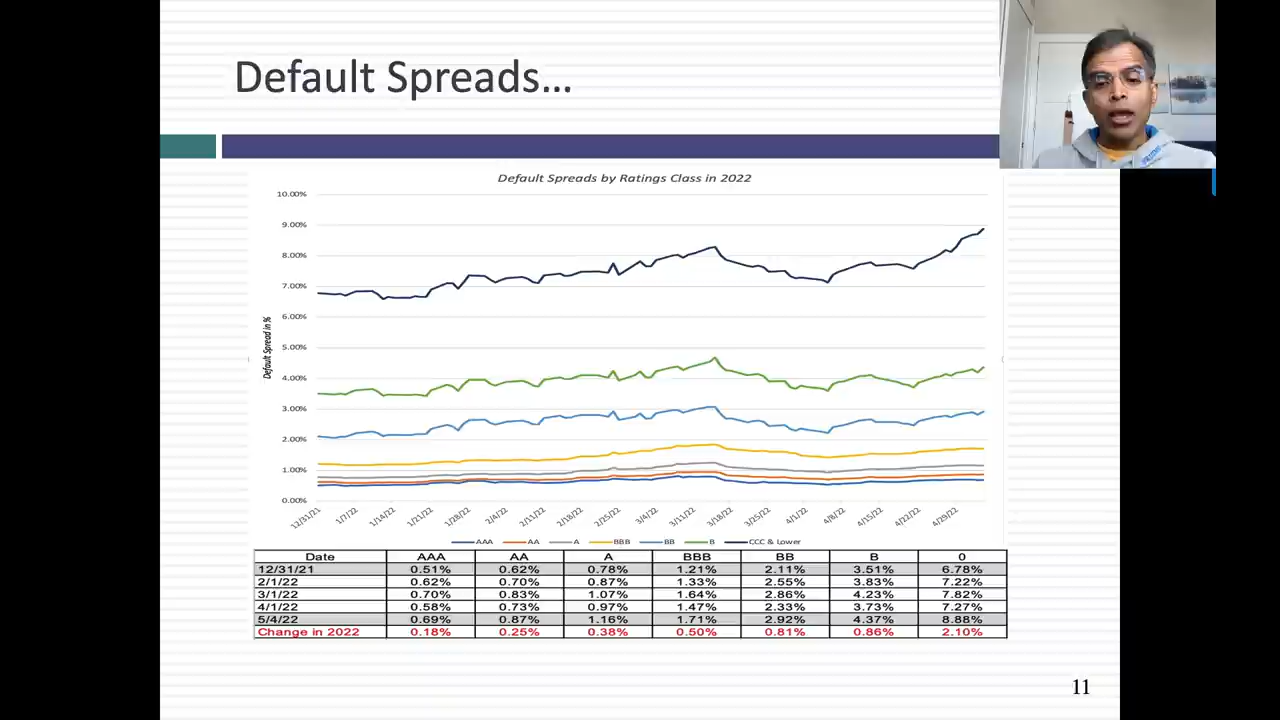 Default Spreads…
Default Spreads by Ratings Class in 2022
Default Spread in %
10.00%
9.00%
8.00%
7.00%
6.00%
5.00%
4.00%
3.00%
2.00%
1.00%
0.00%
12/31/21 1/7/22 1/14/22 1/21/22 1/28/22 2/4/22 2/11/22 2/18/22 2/25/22 3/4/22 3/11/22 3/18/22 3/25/22 4/1/22 4/8/22 4/15/22 4/22/22 4/29/22
AAA AA A BBB BB B CCC & Lower
Date AAA AA A BBB BB B 0
12/31/21 0.51% 0.62% 0.78% 1.21% 2.11% 3.51% 6.78%
2/1/22 0.62% 0.70% 0.87% 1.33% 2.55% 3.83% 7.22%
3/1/22 0.70% 0.83% 1.07% 1.64% 2.86% 4.23% 7.82%
4/1/22 0.58% 0.73% 0.97% 1.47% 2.33% 3.73% 7.27%
5/4/22 0.69% 0.87% 1.16% 1.71% 2.92% 4.37% 8.88%
Change in 2022 0.18% 0.25% 0.38% 0.50% 0.81% 0.86% 2.10%
11